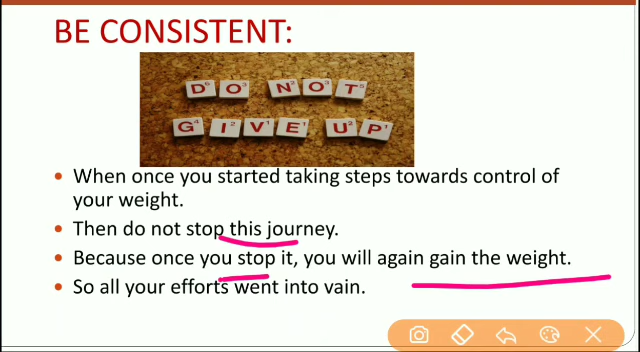 BE CONSISTENT:
DO NOT
GIVE UP
• When once you started taking steps towards control of
your weight.
• Then do not stop this journey.
• Because once you stop it, you will again gain the weight.
• So all your efforts went into vain.